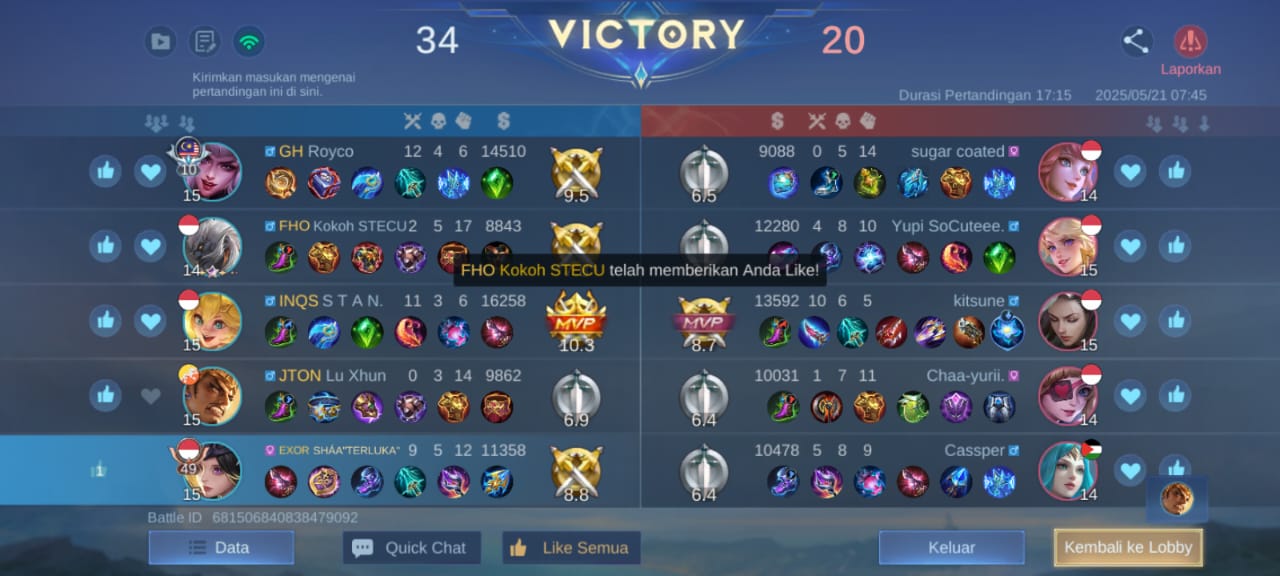 34
VICTORY
20
Kirimkan masukan mengenai
pertandingan ini di sini.
Laporkan
Durasi Pertandingan 17:15
2025/05/21 07:45
10
15
GH Royco 12 4 6 14510
9.5
6.5
9088 0 5 14 sugar coated
14
14
FHO Kokoh STECU 2 5 17 8843
12280 4 8 10 Yupi SoCuteee.
15
FHO Kokoh STECU telah memberikan Anda Like!
15
INQS S T A N. 11 3 6 16258
MVP
10.3
MVP
8.7
13592 10 6 5 kitsune
15
15
JTON Lu Xhun 0 3 14 9862
6.9
6.4
10031 1 7 11 Chaa-yurii.
14
1
49
15
EXOR SHÁA"TERLUKA" 9 5 12 11358
8.8
6.4
10478 5 8 9 Cassper
14
Battle ID 681506840838479092
Data
Quick Chat
Like Semua
Keluar
Kembali ke Lobby